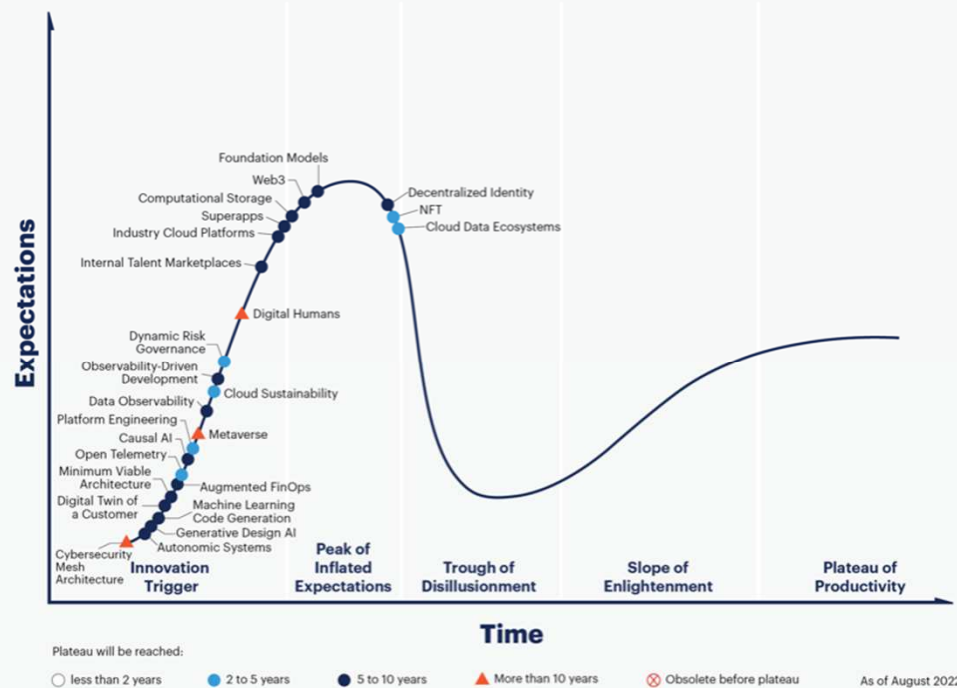 Foundation Models
Web3
Computational Storage
Superapps
Industry Cloud Platforms
Internal Talent Marketplaces
Decentralized Identity
NFT
Cloud Data Ecosystems
Digital Humans
Dynamic Risk
Governance
Observability-Driven
Development
Cloud Sustainability
Data Observability
Platform Engineering
Metaverse
Causal AI
Open Telemetry
Minimum Viable
Architecture
Augmented FinOps
Digital Twin of
a Customer
Machine Learning
Code Generation
Generative Design AI
Autonomic Systems
Cybersecurity
Mesh
Architecture
Expectations
Innovation
Trigger
Peak of
Inflated
Expectations
Trough of
Disillusionment
Slope of
Enlightenment
Plateau of
Productivity
Time
Plateau will be reached:
less than 2 years
2 to 5 years
5 to 10 years
More than 10 years
Obsolete before plateau
As of August 2022